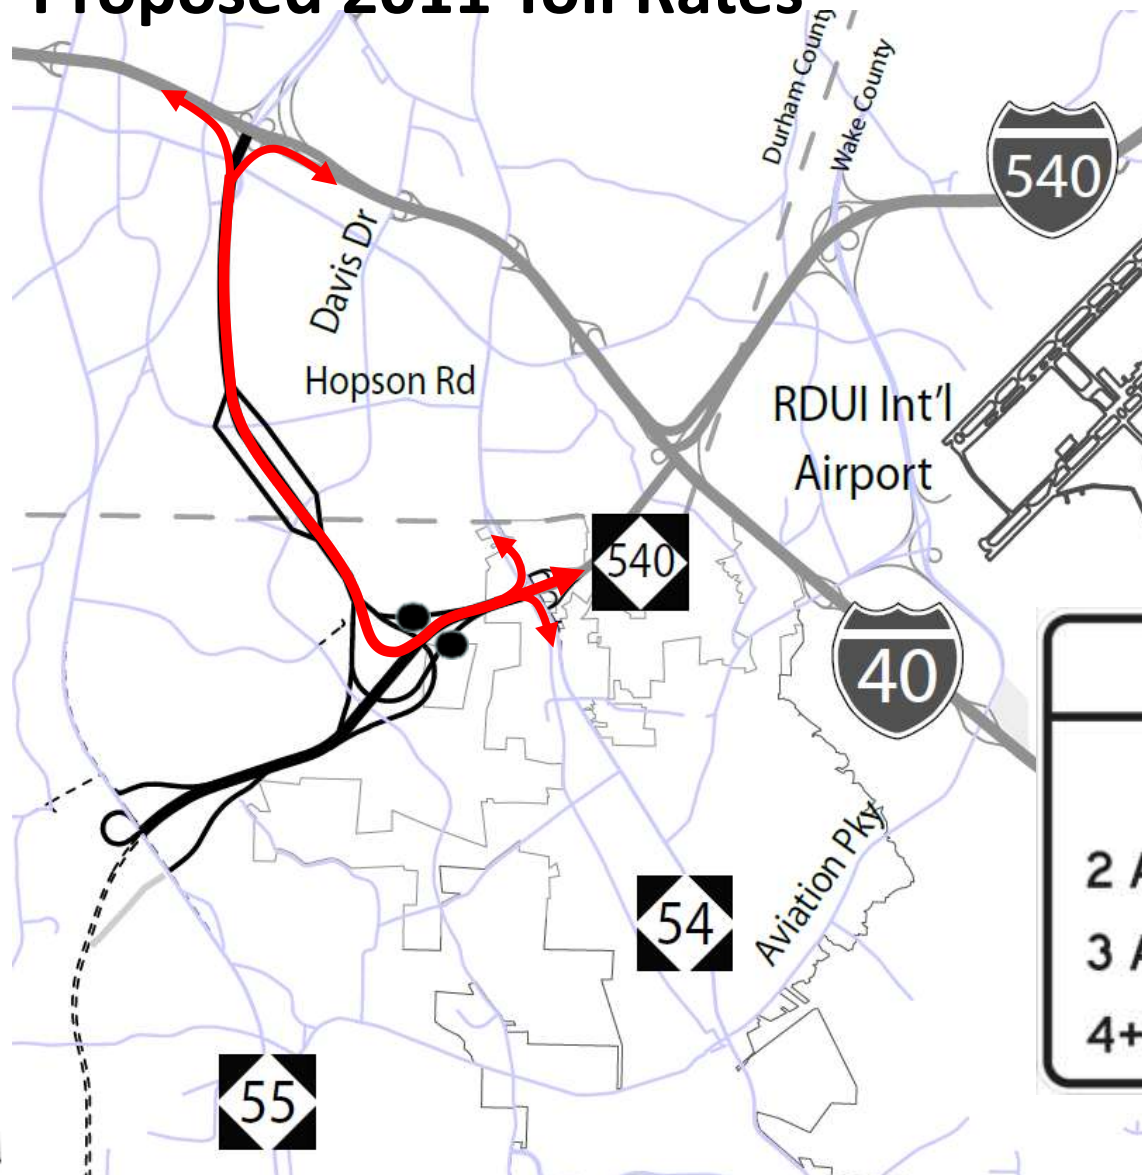 Proposed 2011 Toll Rates
Durham County
Wake County
540
Davis Dr
Hopson Rd
RDUI Int'l
Airport
540
40
2 A
3 A
4+
Aviation Pky
54
55